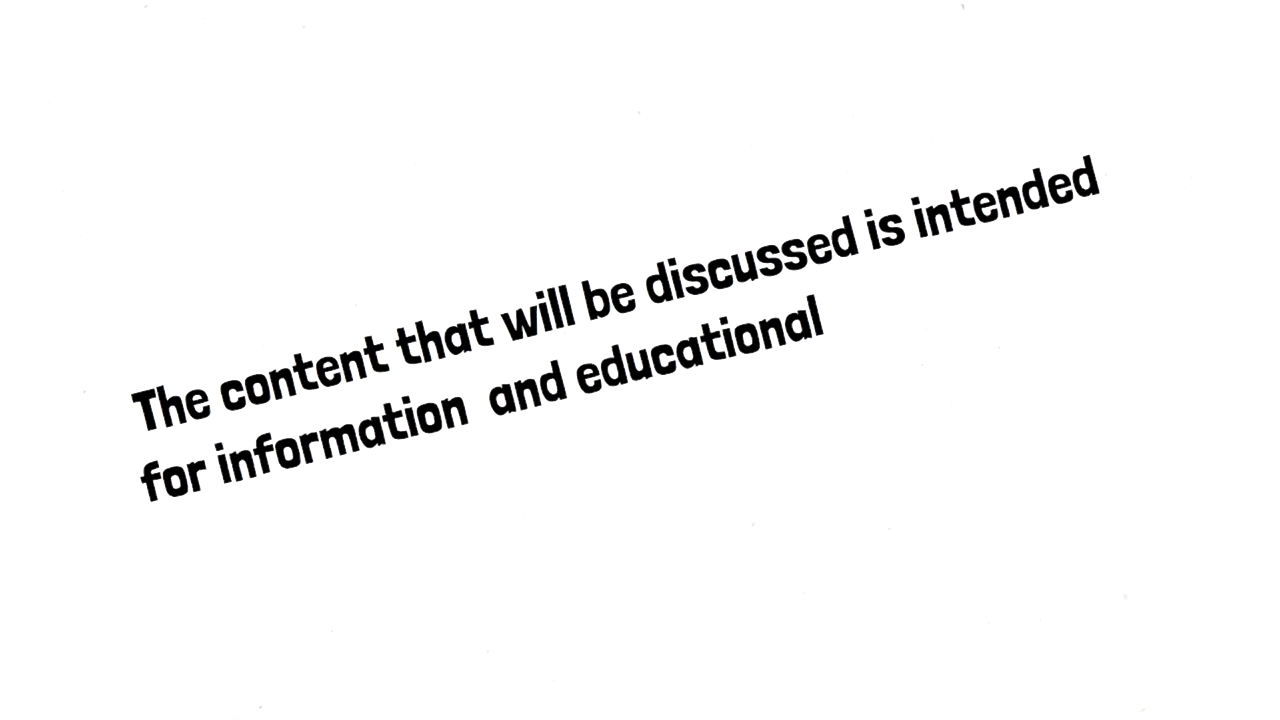 The content that will be discussed is intended
for information  and educational